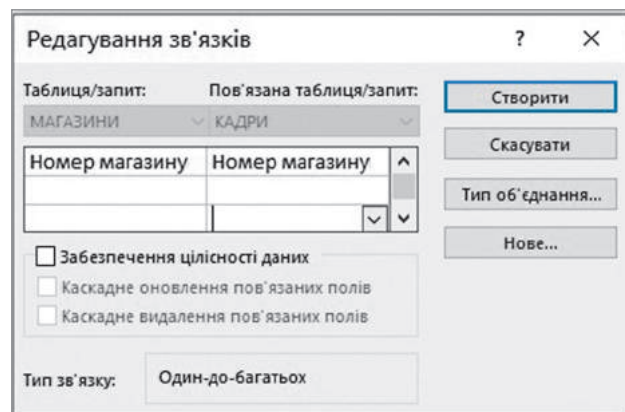 Редагування зв'язків ? ×
Таблиця/запит: Пов'язана таблиця/запит:
МАГАЗИНИ КАДРИ
Номер магазину Номер магазину
Забезпечення цілісності даних
Каскадне оновлення пов'язаних полів
Каскадне видалення пов'язаних полів
Тип зв'язку: Один-до-багатьох
Створити
Скасувати
Тип об'єднання...
Нове...